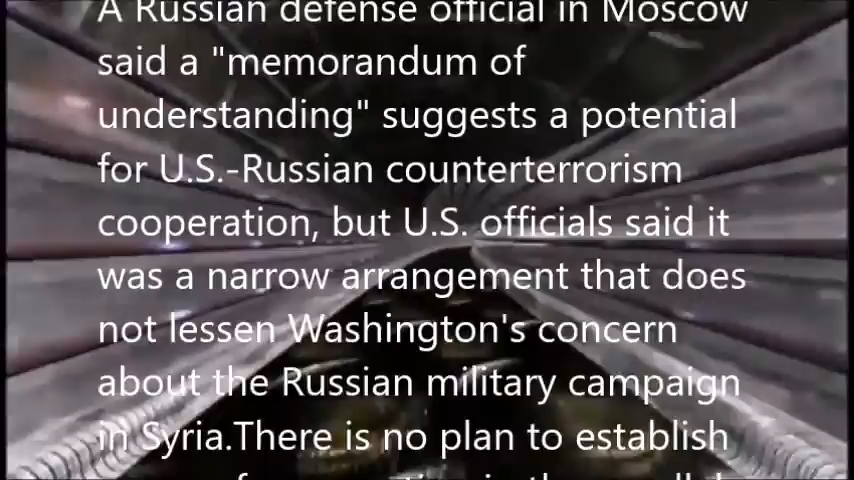 A Russian defense official in Moscow
said a "memorandum of
understanding" suggests a potential
for U.S.-Russian counterterrorism
cooperation, but U.S. officials said it
was a narrow arrangement that does
not lessen Washington's concern
about the Russian military campaign
in Syria.There is no plan to establish